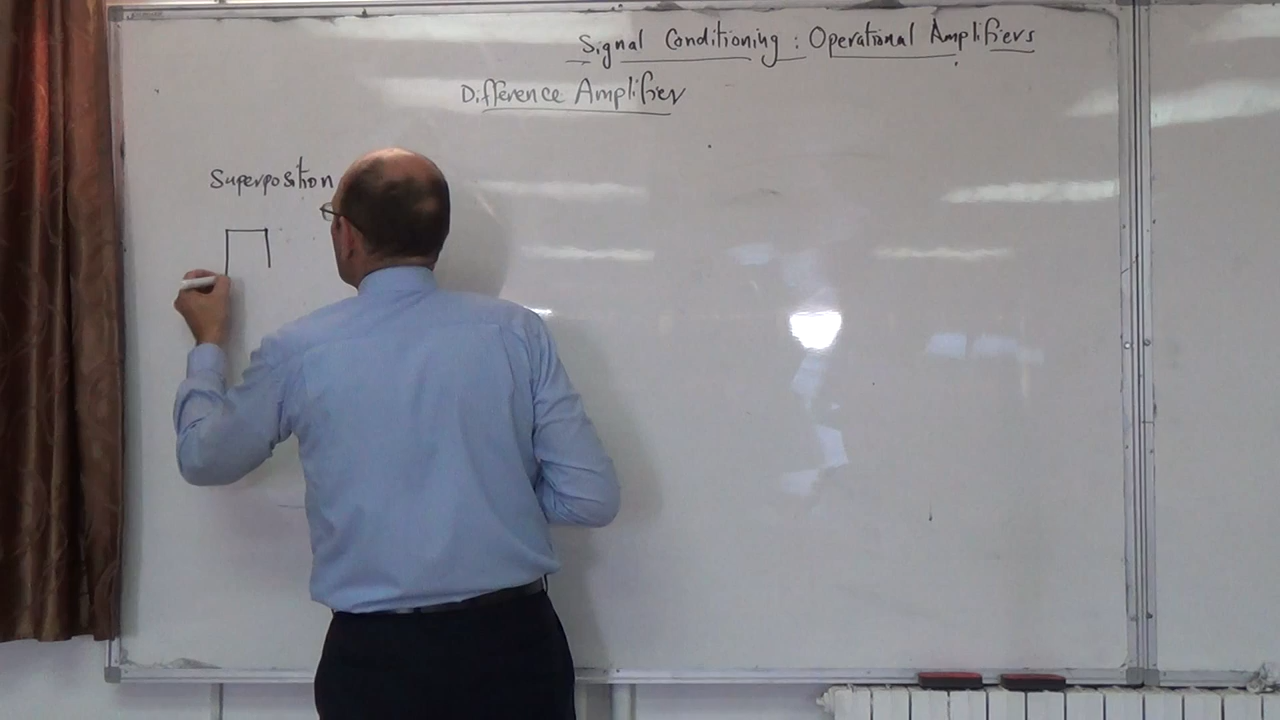 Signal Conditioning : Operational Amplifiers
Difference Amplifier
Superposition